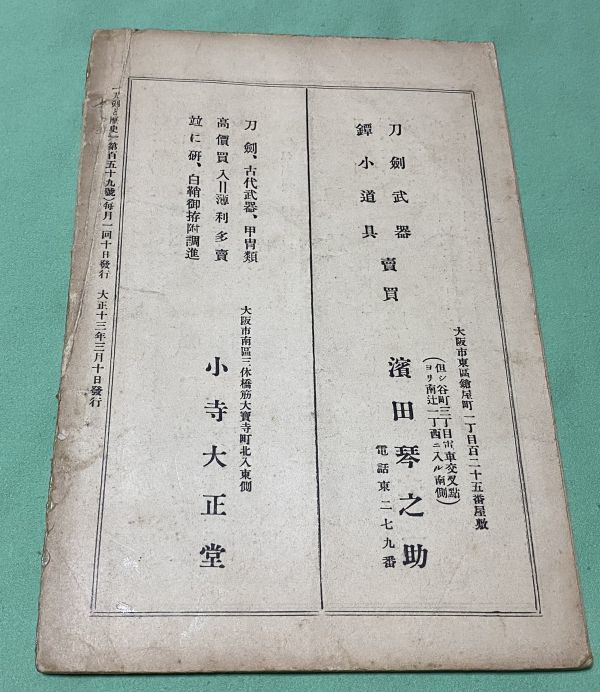 刀劍武器
鐔小道具
賣買
大阪市東區鎗屋町一丁目百二十五番屋敷
(但シ谷町三丁目市電車交叉點
ヨリ南辻一丁西ニ入ル南側)
濱田琴之助
電話東二七九番
刀劍、古代武器、甲冑類
高價買入=薄利多賣
竝に硏、白鞘御拵附調進
大阪市南區三休橋筋大寶寺町北入東側
小寺大正堂
(刀劍と歷史)第百五十九號)每月一回十日發行 大正十三年三月十日發行